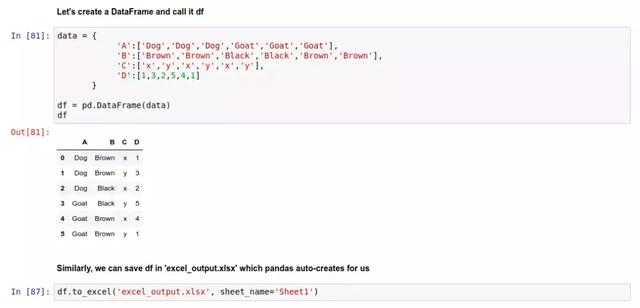 Let's create a DataFrame and call it df
In [81]: data = {
'A':['Dog','Dog','Dog','Goat','Goat','Goat'],
'B':['Brown','Brown','Black','Black','Brown','Brown'],
'C':['x','y','x','y','x','y'],
'D':[1,3,2,5,4,1]
}
df = pd.DataFrame(data)
df
Out[81]:
A B C D
0 Dog Brown x 1
1 Dog Brown y 3
2 Dog Black x 2
3 Goat Black y 5
4 Goat Brown x 4
5 Goat Brown y 1
Similarly, we can save df in 'excel_output.xlsx' which pandas auto-creates for us
In [87]: df.to_excel('excel_output.xlsx', sheet_name='Sheet1')